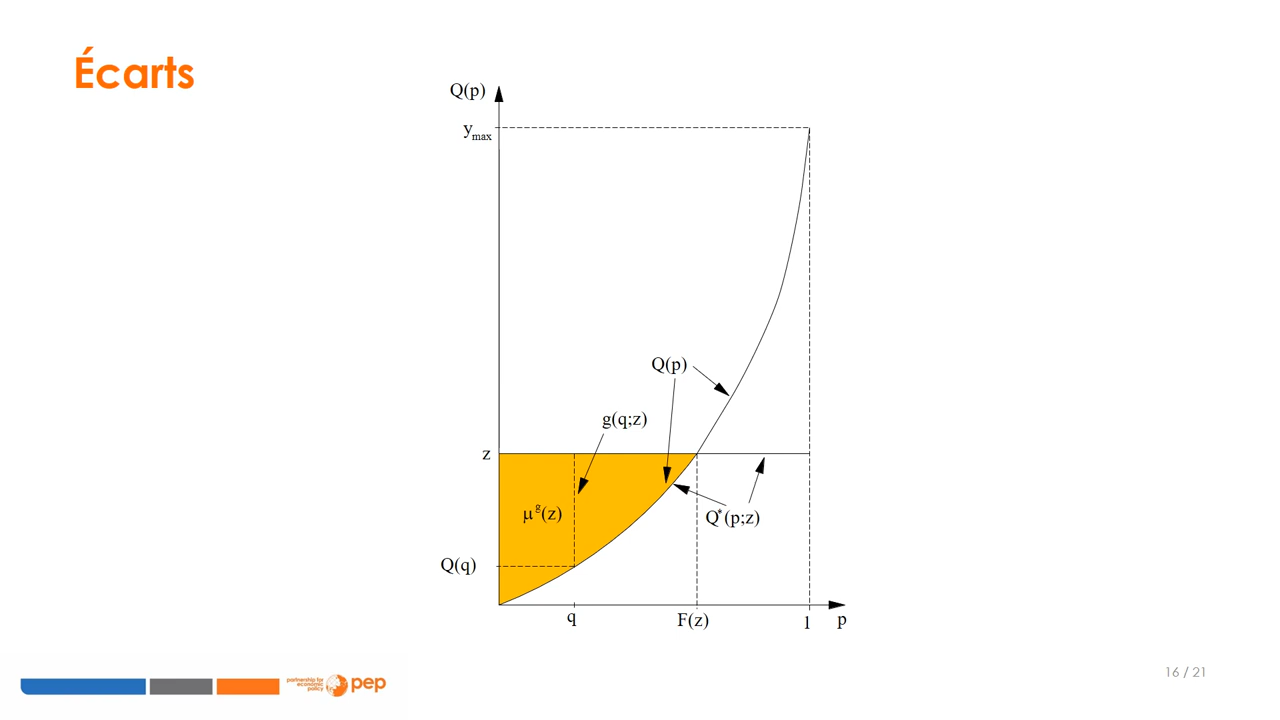 Écarts
Q(p)
y_max
Q(p)
g(q;z)
z
μ^g(z)
Q*(p;z)
Q(q)
q
F(z)
1
p
partnership for
economic
policy
pep
16 / 21